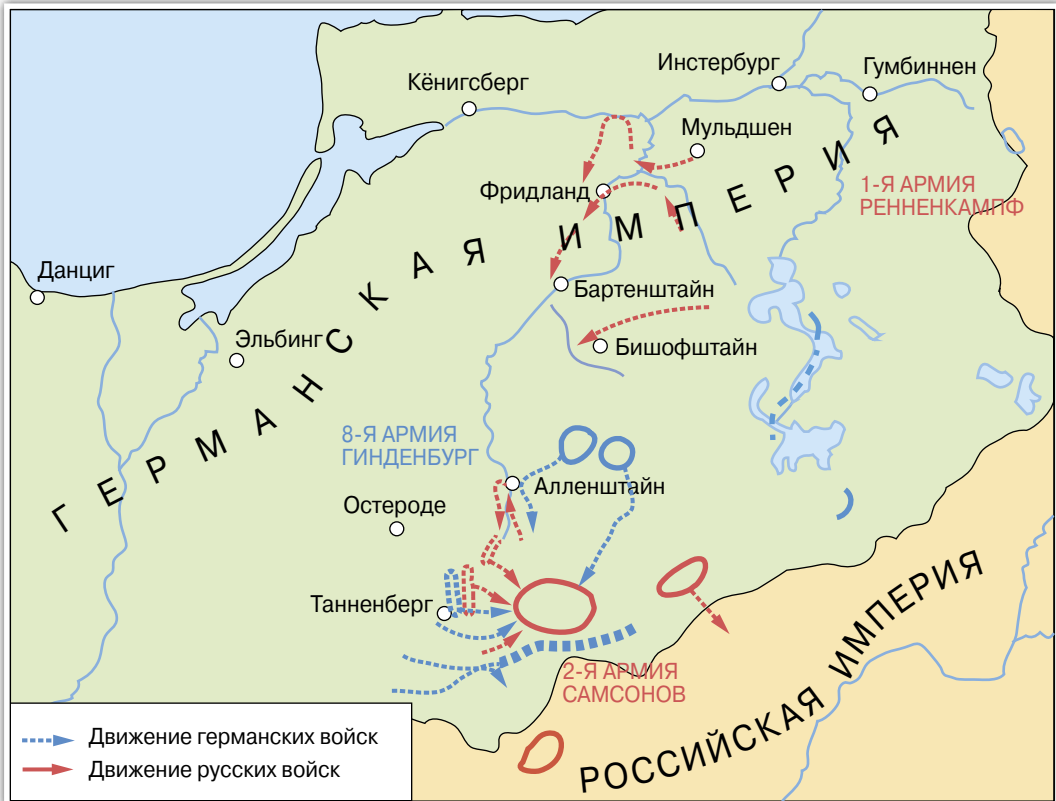 Инстербург
Гумбиннен
Кёнигсберг
Мульдшен
1-Я АРМИЯ
РЕННЕНКАМПФ
Фридланд
ГЕРМАНСКАЯ ИМПЕРИЯ
Данциг
Бартенштайн
Эльбинг
Бишофштайн
8-Я АРМИЯ
ГИНДЕНБУРГ
Алленштайн
Остероде
Танненберг
2-Я АРМИЯ
САМСОНОВ
РОССИЙСКАЯ ИМПЕРИЯ
Движение германских войск
Движение русских войск